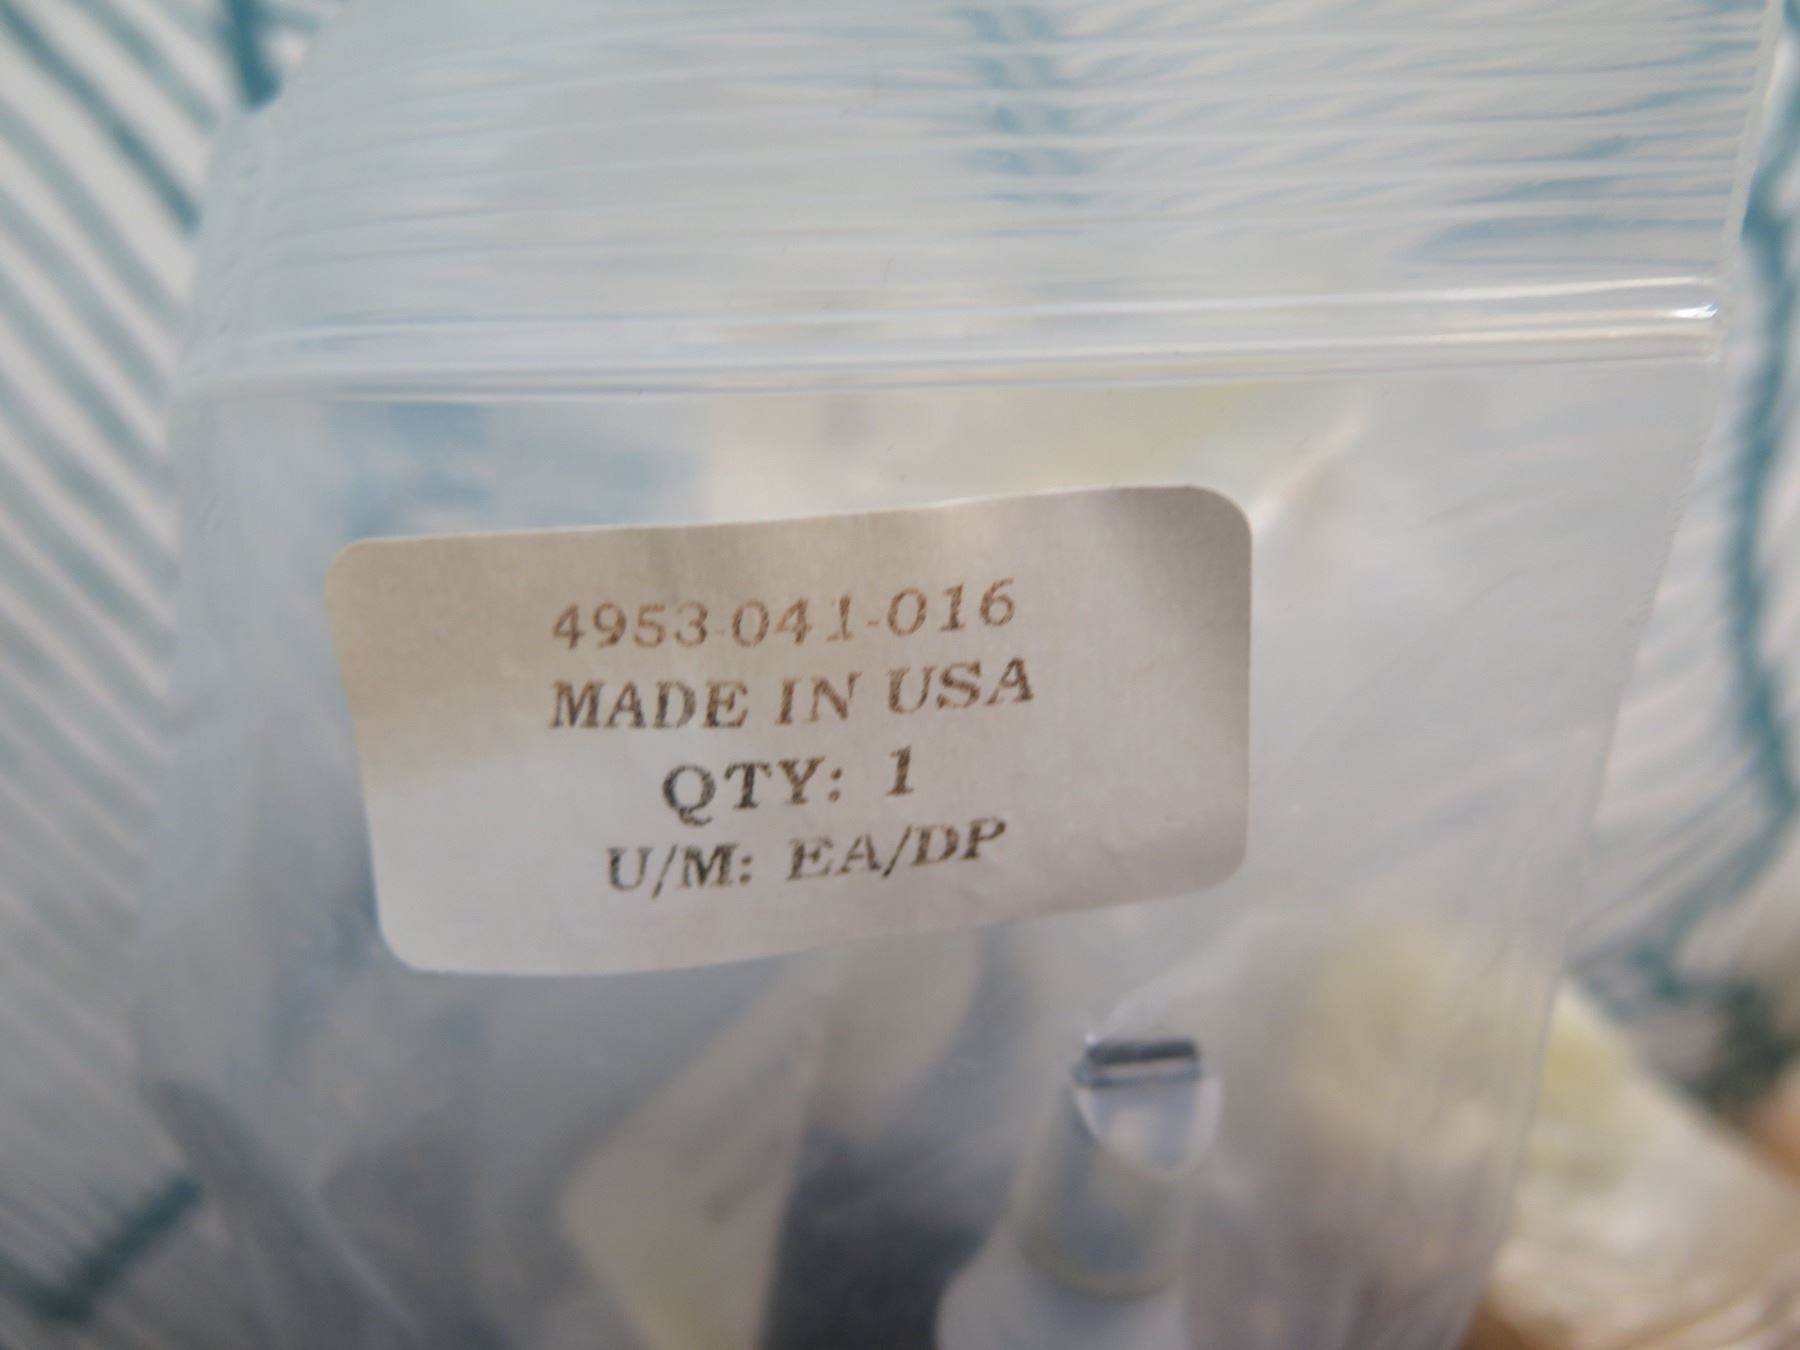 4953-041-016
MADE IN USA
QTY: 1
U/M: EA/DP